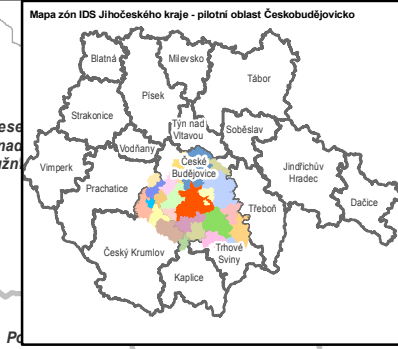 Mapa zón IDS Jihočeského kraje - pilotní oblast Českobudějovicko
Blatná
Milevsko
Tábor
Písek
Strakonice
Týn nad
Vltavou
Soběslav
Vodňany
České
Budějovice
Jindřichův
Hradec
Vimperk
Prachatice
Třeboň
Dačice
Český Krumlov
Trhové
Sviny
Kaplice